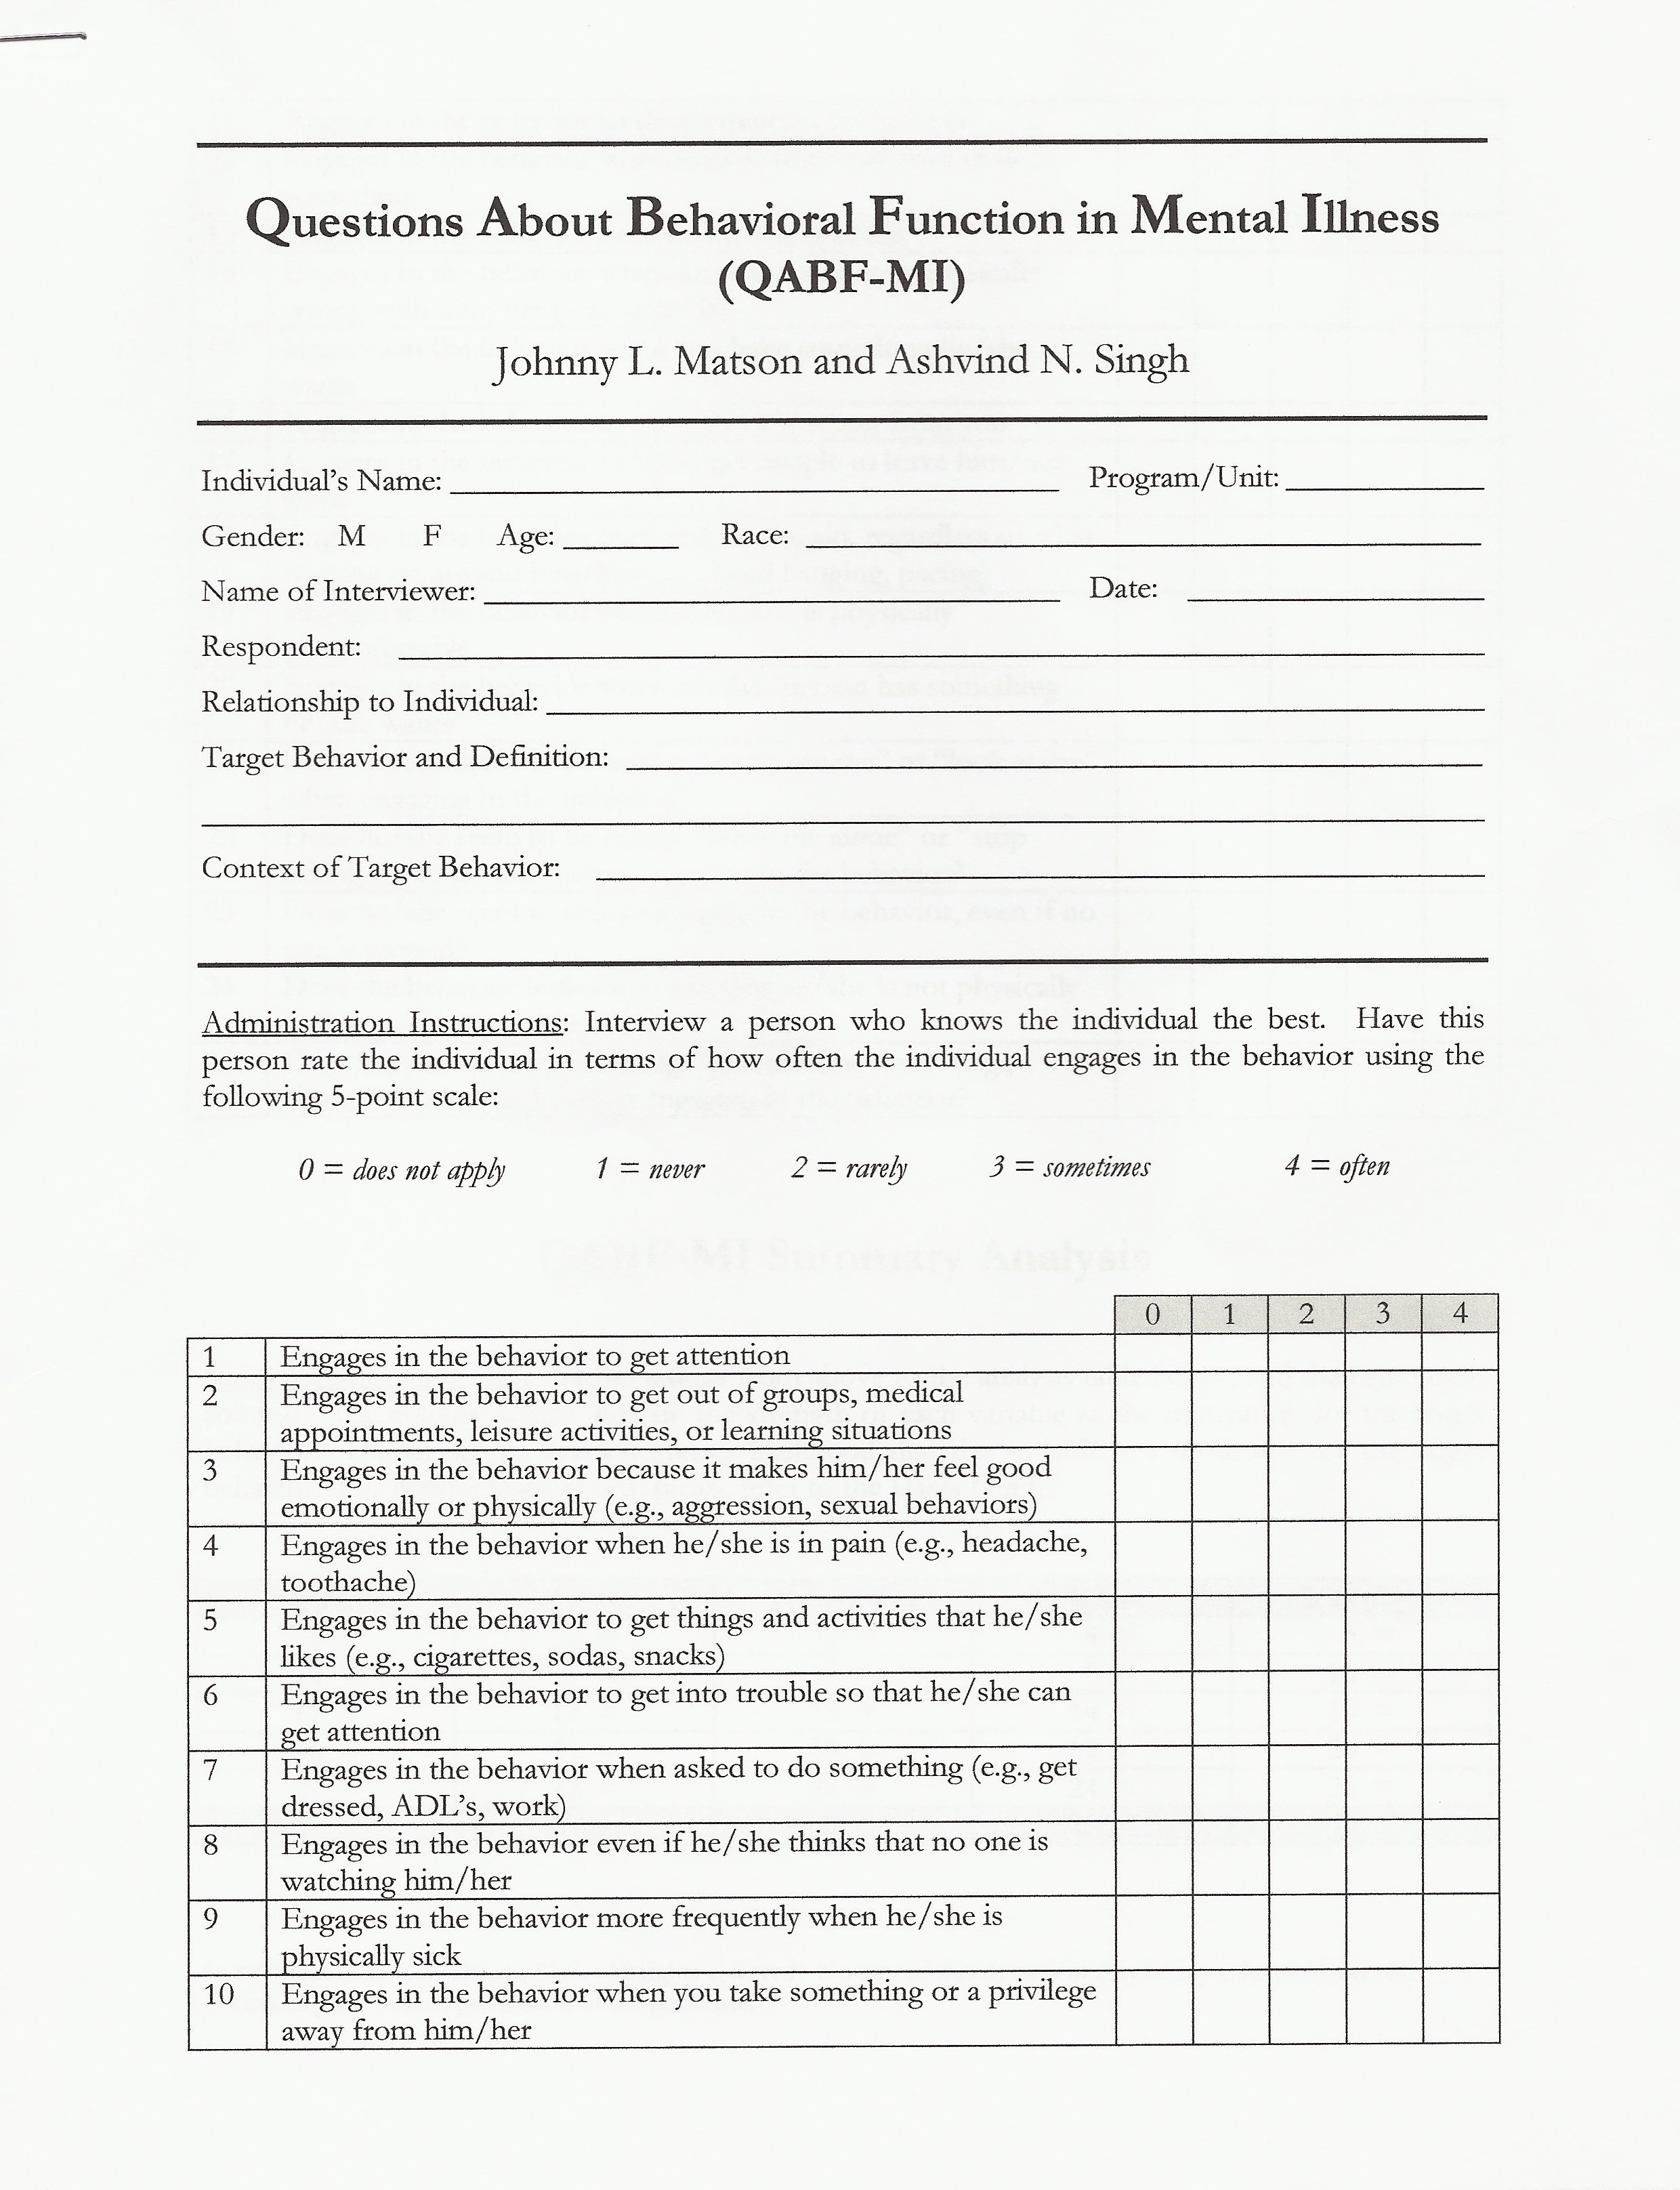 Questions About Behavioral Function in Mental Illness
(QABF-MI)
Johnny L. Matson and Ashvind N. Singh
Individual's Name: Program/Unit:
Gender: M F Age: Race:
Name of Interviewer: Date:
Respondent:
Relationship to Individual:
Target Behavior and Definition:
Context of Target Behavior:
Administration Instructions: Interview a person who knows the individual the best. Have this
person rate the individual in terms of how often the individual engages in the behavior using the
following 5-point scale:
0 = does not apply 1 = never 2 = rarely 3 = sometimes 4 = often
0 1 2 3 4
1 Engages in the behavior to get attention
2 Engages in the behavior to get out of groups, medical
appointments, leisure activities, or learning situations
3 Engages in the behavior because it makes him/her feel good
emotionally or physically (e.g., aggression, sexual behaviors)
4 Engages in the behavior when he/she is in pain (e.g., headache,
toothache)
5 Engages in the behavior to get things and activities that he/she
likes (e.g., cigarettes, sodas, snacks)
6 Engages in the behavior to get into trouble so that he/she can
get attention
7 Engages in the behavior when asked to do something (e.g., get
dressed, ADL's, work)
8 Engages in the behavior even if he/she thinks that no one is
watching him/her
9 Engages in the behavior more frequently when he/she is
physically sick
10 Engages in the behavior when you take something or a privilege
away from him/her